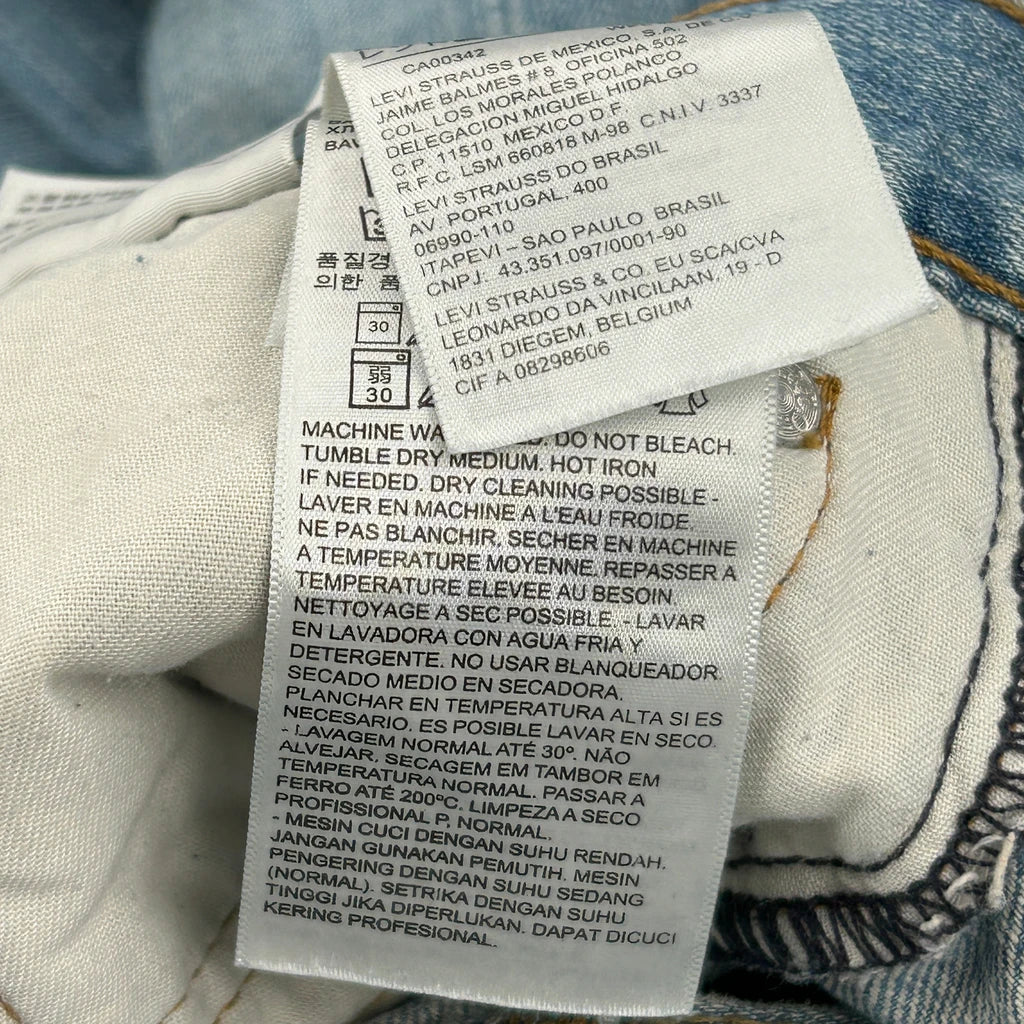 CA00342
LEVI STRAUSS DE MEXICO, S.A. DE C.V.
JAIME BALMES # 8, OFICINA 502
COL. LOS MORALES POLANCO
DELEGACION MIGUEL HIDALGO
C.P. 11510 MEXICO D.F.
R.F.C. LSM 660818 M-98 C.N.I.V 3337
LEVI STRAUSS DO BRASIL
AV. PORTUGAL, 400
06990-110
ITAPEVI – SAO PAULO BRASIL
CNPJ. 43.351.097/0001-90
LEVI STRAUSS & CO. EU SCA/CVA
LEONARDO DA VINCILAAN, 19 - D
1831 DIEGEM, BELGIUM
CIF A 08298606
품질경
의한 품
30
弱
30
MACHINE DO NOT BLEACH.
TUMBLE DRY MEDIUM. HOT IRON
IF NEEDED. DRY CLEANING POSSIBLE -
LAVER EN MACHINE A L'EAU FROIDE.
NE PAS BLANCHIR. SECHER EN MACHINE
A TEMPERATURE MOYENNE. REPASSER A
TEMPERATURE ELEVEE AU BESOIN
NETTOYAGE A SEC POSSIBLE. - LAVAR
EN LAVADORA CON AGUA FRIA Y
DETERGENTE. NO USAR BLANQUEADOR
SECADO MEDIO EN SECADORA.
PLANCHAR EN TEMPERATURA ALTA SI ES
NECESARIO. ES POSIBLE LAVAR EN SECO.
- LAVAGEM NORMAL ATÉ 30º. NÃO
ALVEJAR. SECAGEM EM TAMBOR EM
TEMPERATURA NORMAL. PASSAR A
FERRO ATÉ 200ºC. LIMPEZA A SECO
PROFISSIONAL P, NORMAL.
- MESIN CUCI DENGAN SUHU RENDAH.
JANGAN GUNAKAN PEMUTIH. MESIN
PENGERING DENGAN SUHU SEDANG
(NORMAL). SETRIKA DENGAN SUHU
TINGGI JIKA DIPERLUKAN. DAPAT DICUCI
KERING PROFESIONAL.